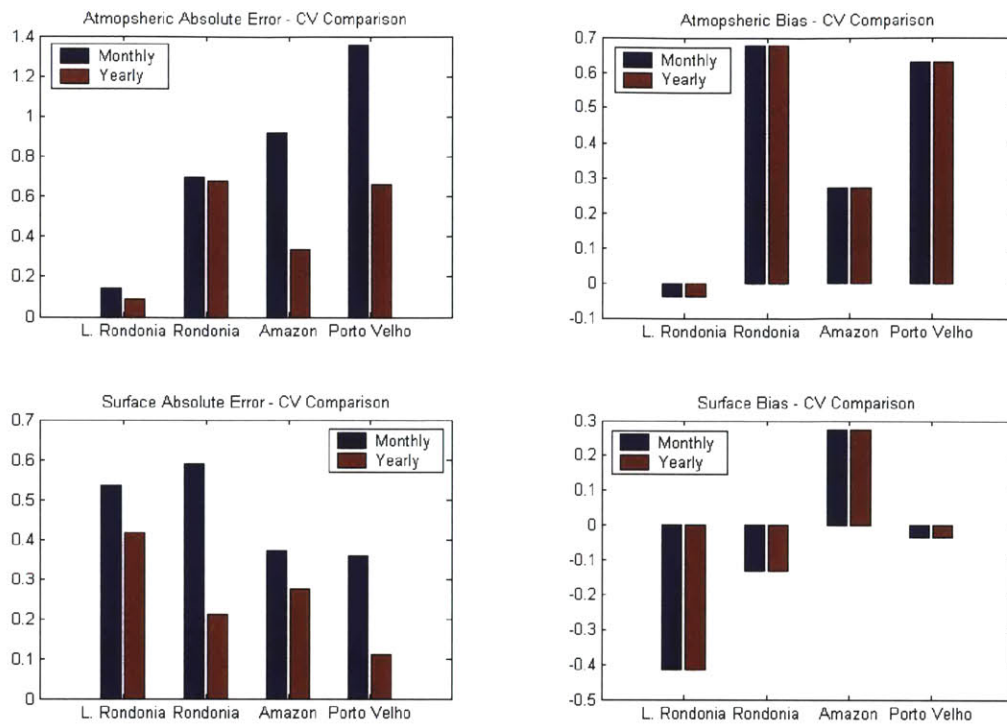 Atmopsheric Absolute Error - CV Comparison
1.4
1.2
1
0.8
0.6
0.4
0.2
0
Monthly
Yearly
L. Rondonia Rondonia Amazon Porto Velho
Atmopsheric Bias - CV Comparison
0.7
0.6
0.5
0.4
0.3
0.2
0.1
0
-0.1
Monthly
Yearly
L. Rondonia Rondonia Amazon Porto Velho
Surface Absolute Error - CV Comparison
0.7
0.6
0.5
0.4
0.3
0.2
0.1
0
Monthly
Yearly
L. Rondonia Rondonia Amazon Porto Velho
Surface Bias - CV Comparison
0.3
0.2
0.1
0
-0.1
-0.2
-0.3
-0.4
-0.5
Monthly
Yearly
L. Rondonia Rondonia Amazon Porto Velho